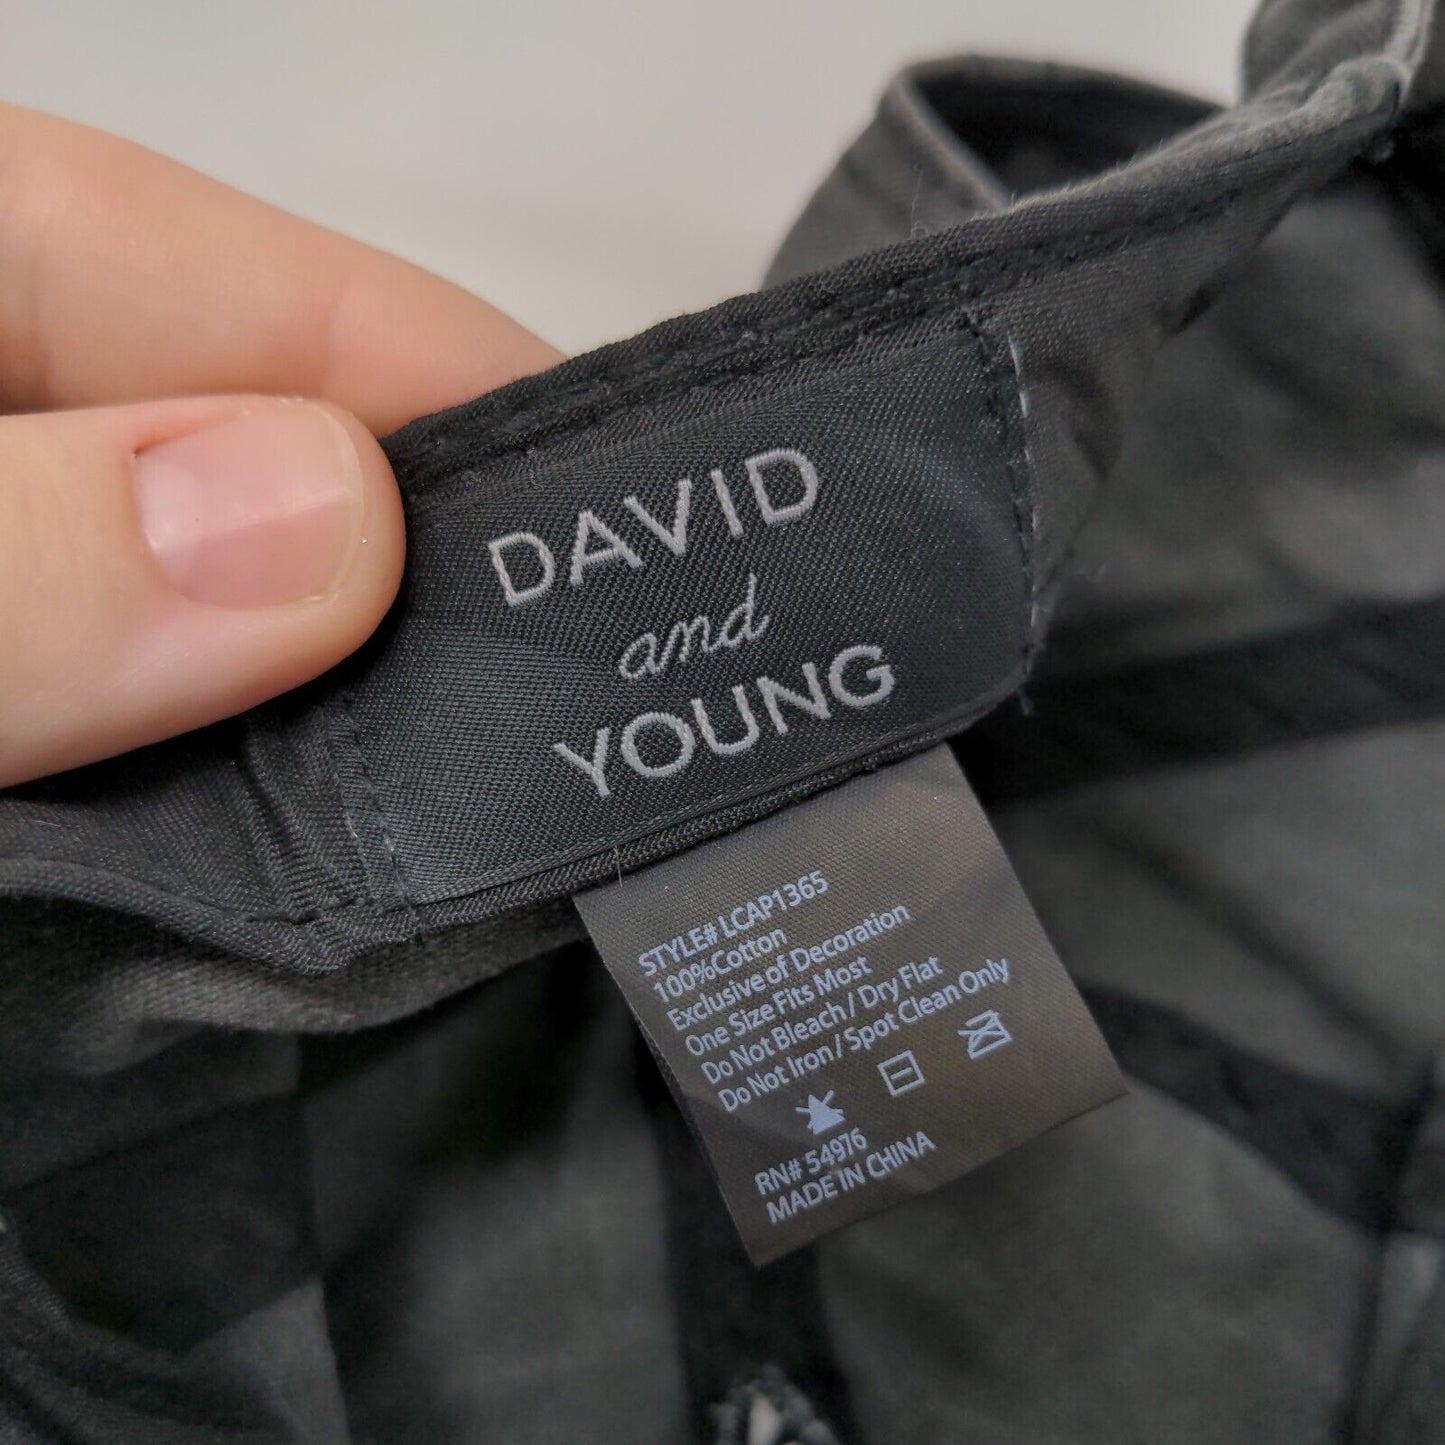 DAVID
and
YOUNG
STYLE# LCAP1365
100%Cotton
Exclusive of Decoration
One Size Fits Most
Do Not Bleach / Dry Flat
Do Not Iron / Spot Clean Only
RN# 54976
MADE IN CHINA